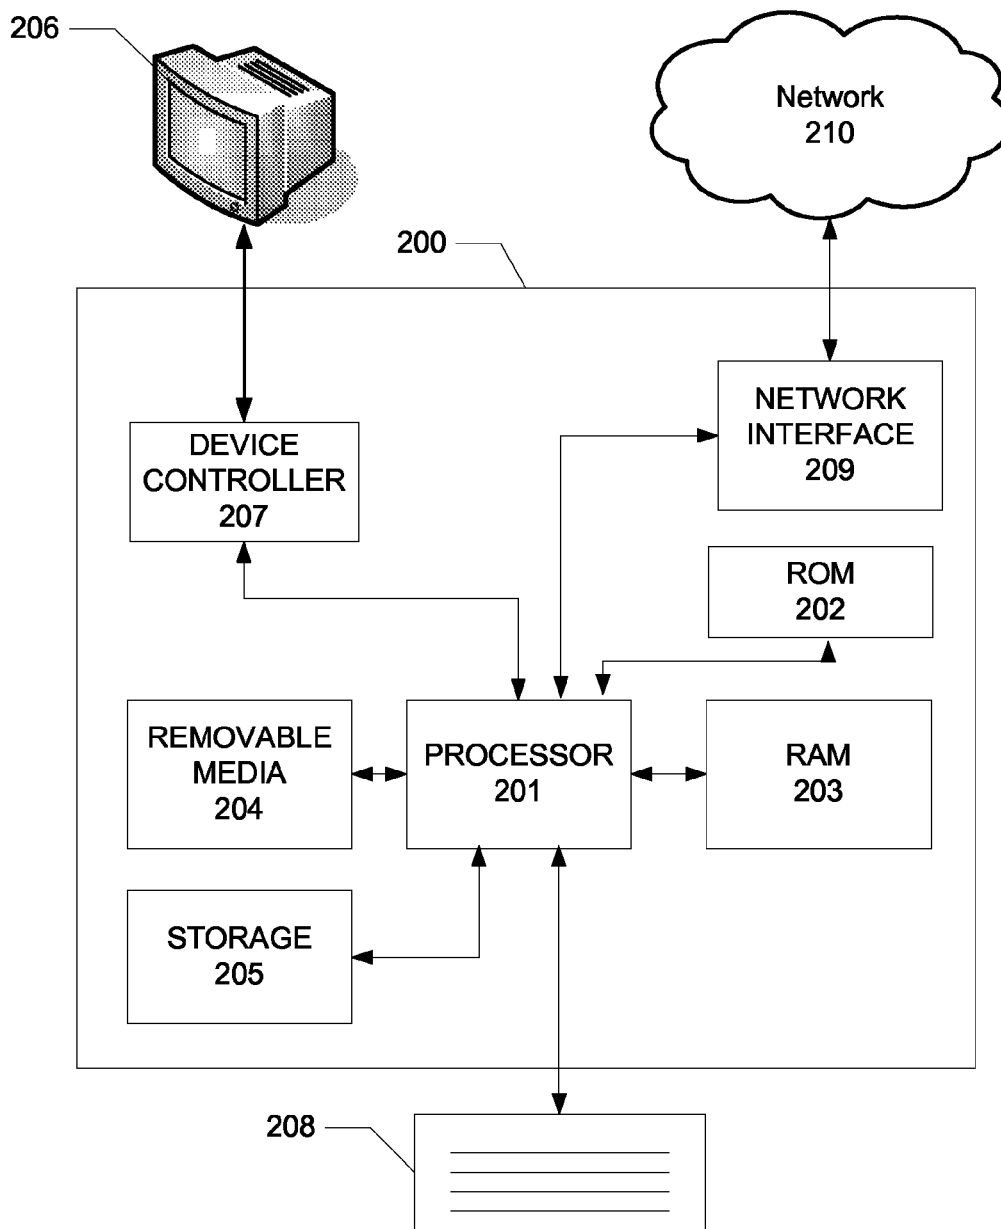 206
Network
210
200
NETWORK
INTERFACE
209
DEVICE
CONTROLLER
207
ROM
202
REMOVABLE
MEDIA
204
PROCESSOR
201
RAM
203
STORAGE
205
208